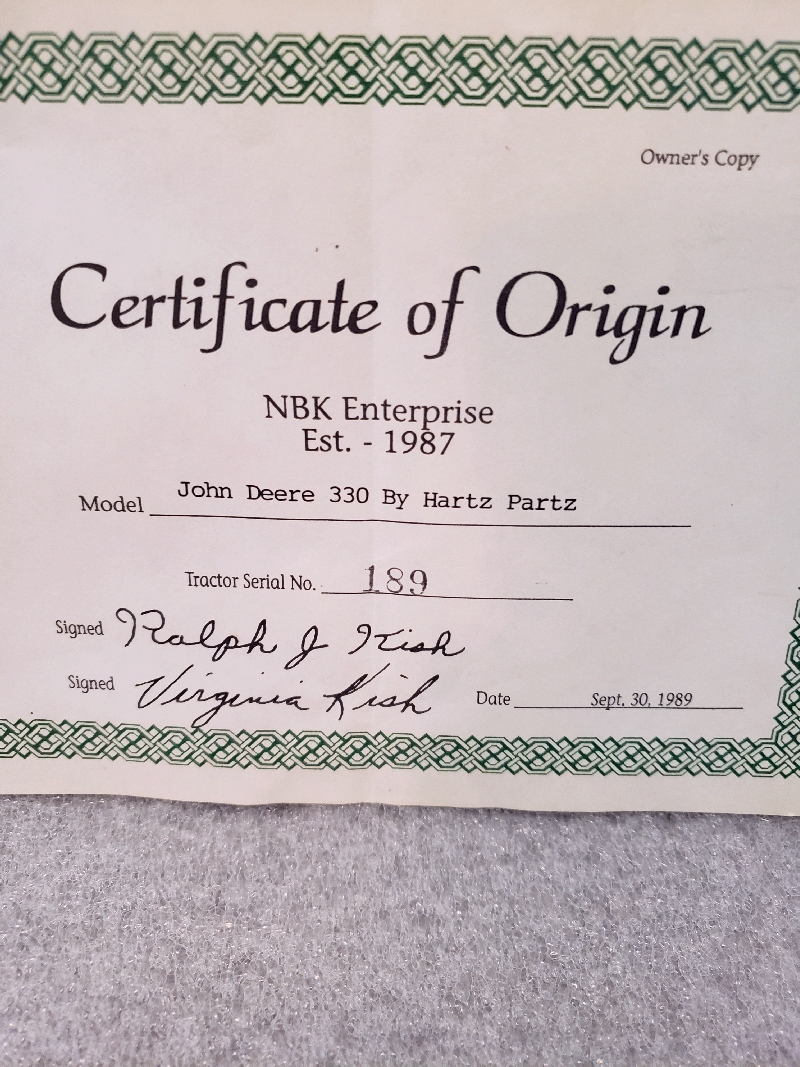 Owner's Copy
Certificate of Origin
NBK Enterprise
Est. - 1987
Model John Deere 330 By Hartz Partz
Tractor Serial No. 189
Signed Ralph J Kish
Signed Virginia Kish Date Sept. 30, 1989